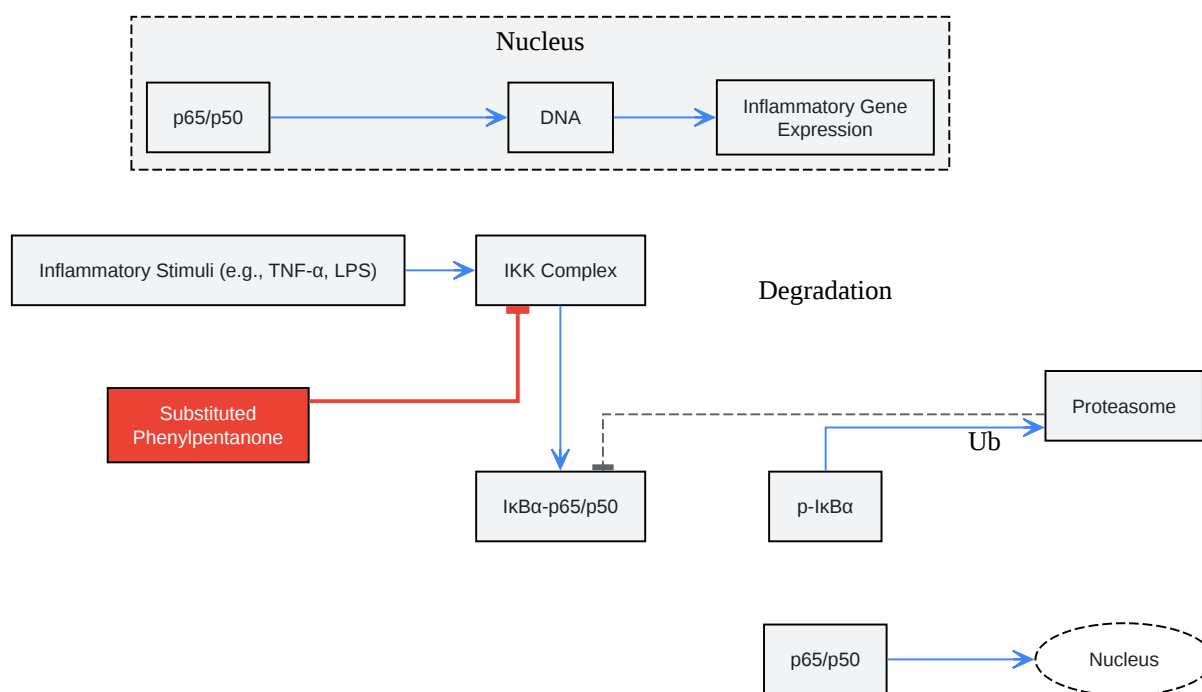 Nucleus
p65/p50
DNA
Inflammatory Gene
Expression
Inflammatory Stimuli (e.g., TNF-α, LPS)
IKK Complex
Degradation
Substituted
Phenylpentanone
Proteasome
Ub
IκBα-p65/p50
p-IκBα
p65/p50
Nucleus